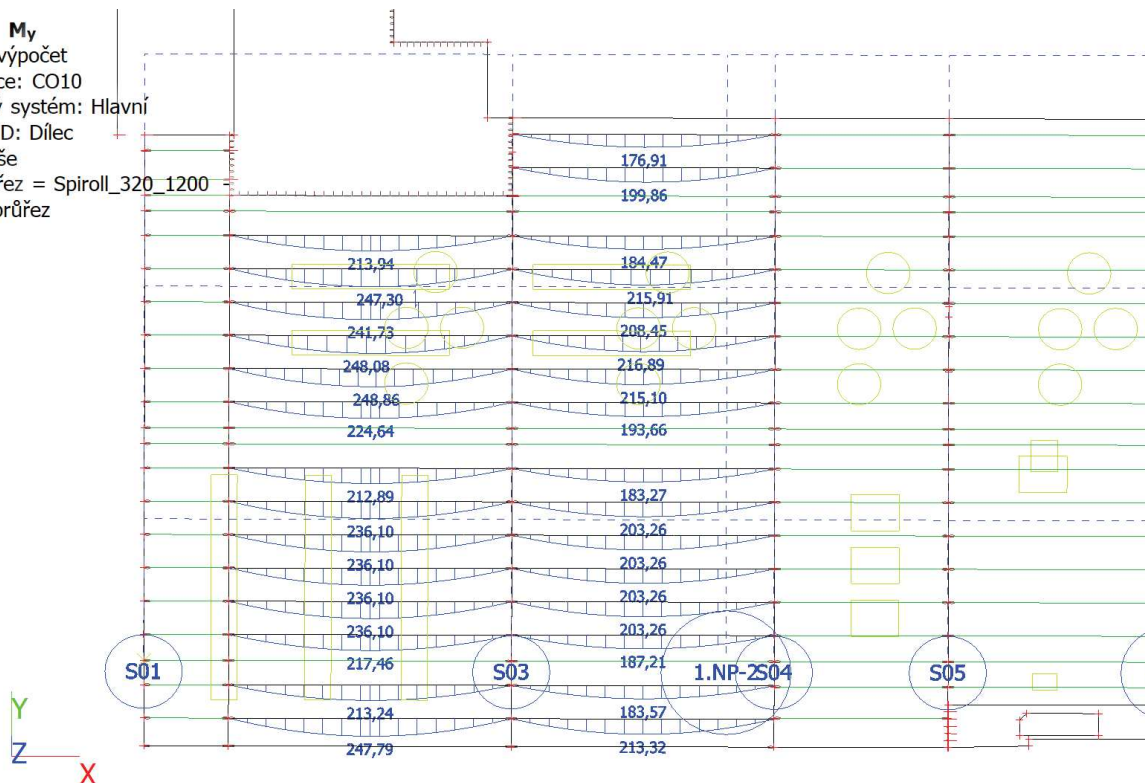 My
výpočet
ce: CO10
systém: Hlavní
D: Dílec
še
řez = Spiroll_320_1200
průřez
176,91
199,86
213,94 184,47
247,30 215,91
241,73 208,45
248,08 216,89
248,86 215,10
224,64 193,66
212,89 183,27
236,10 203,26
236,10 203,26
236,10 203,26
236,10 203,26
217,46 187,21
S01 S03 1.NP-2 S04 S05
213,24 183,57
247,79 213,32
Y
Z
X